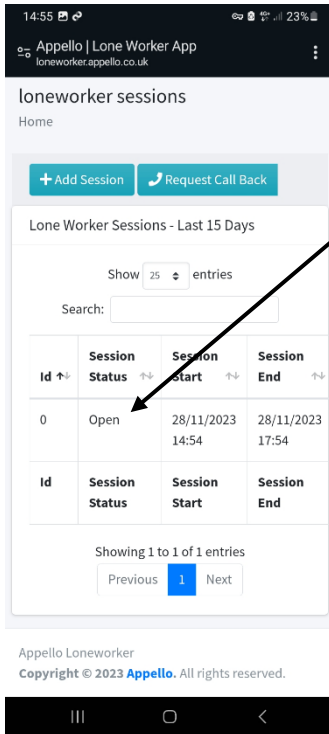 14:55 23%
Appello | Lone Worker App
loneworker.appello.co.uk
loneworker sessions
Home
+ Add Session Request Call Back
Lone Worker Sessions - Last 15 Days
Show 25 entries
Search:
Id Session Status Session Start Session End
0 Open 28/11/2023 14:54 28/11/2023 17:54
Id Session Status Session Start Session End
Showing 1 to 1 of 1 entries
Previous 1 Next
Appello Loneworker
Copyright © 2023 Appello. All rights reserved.